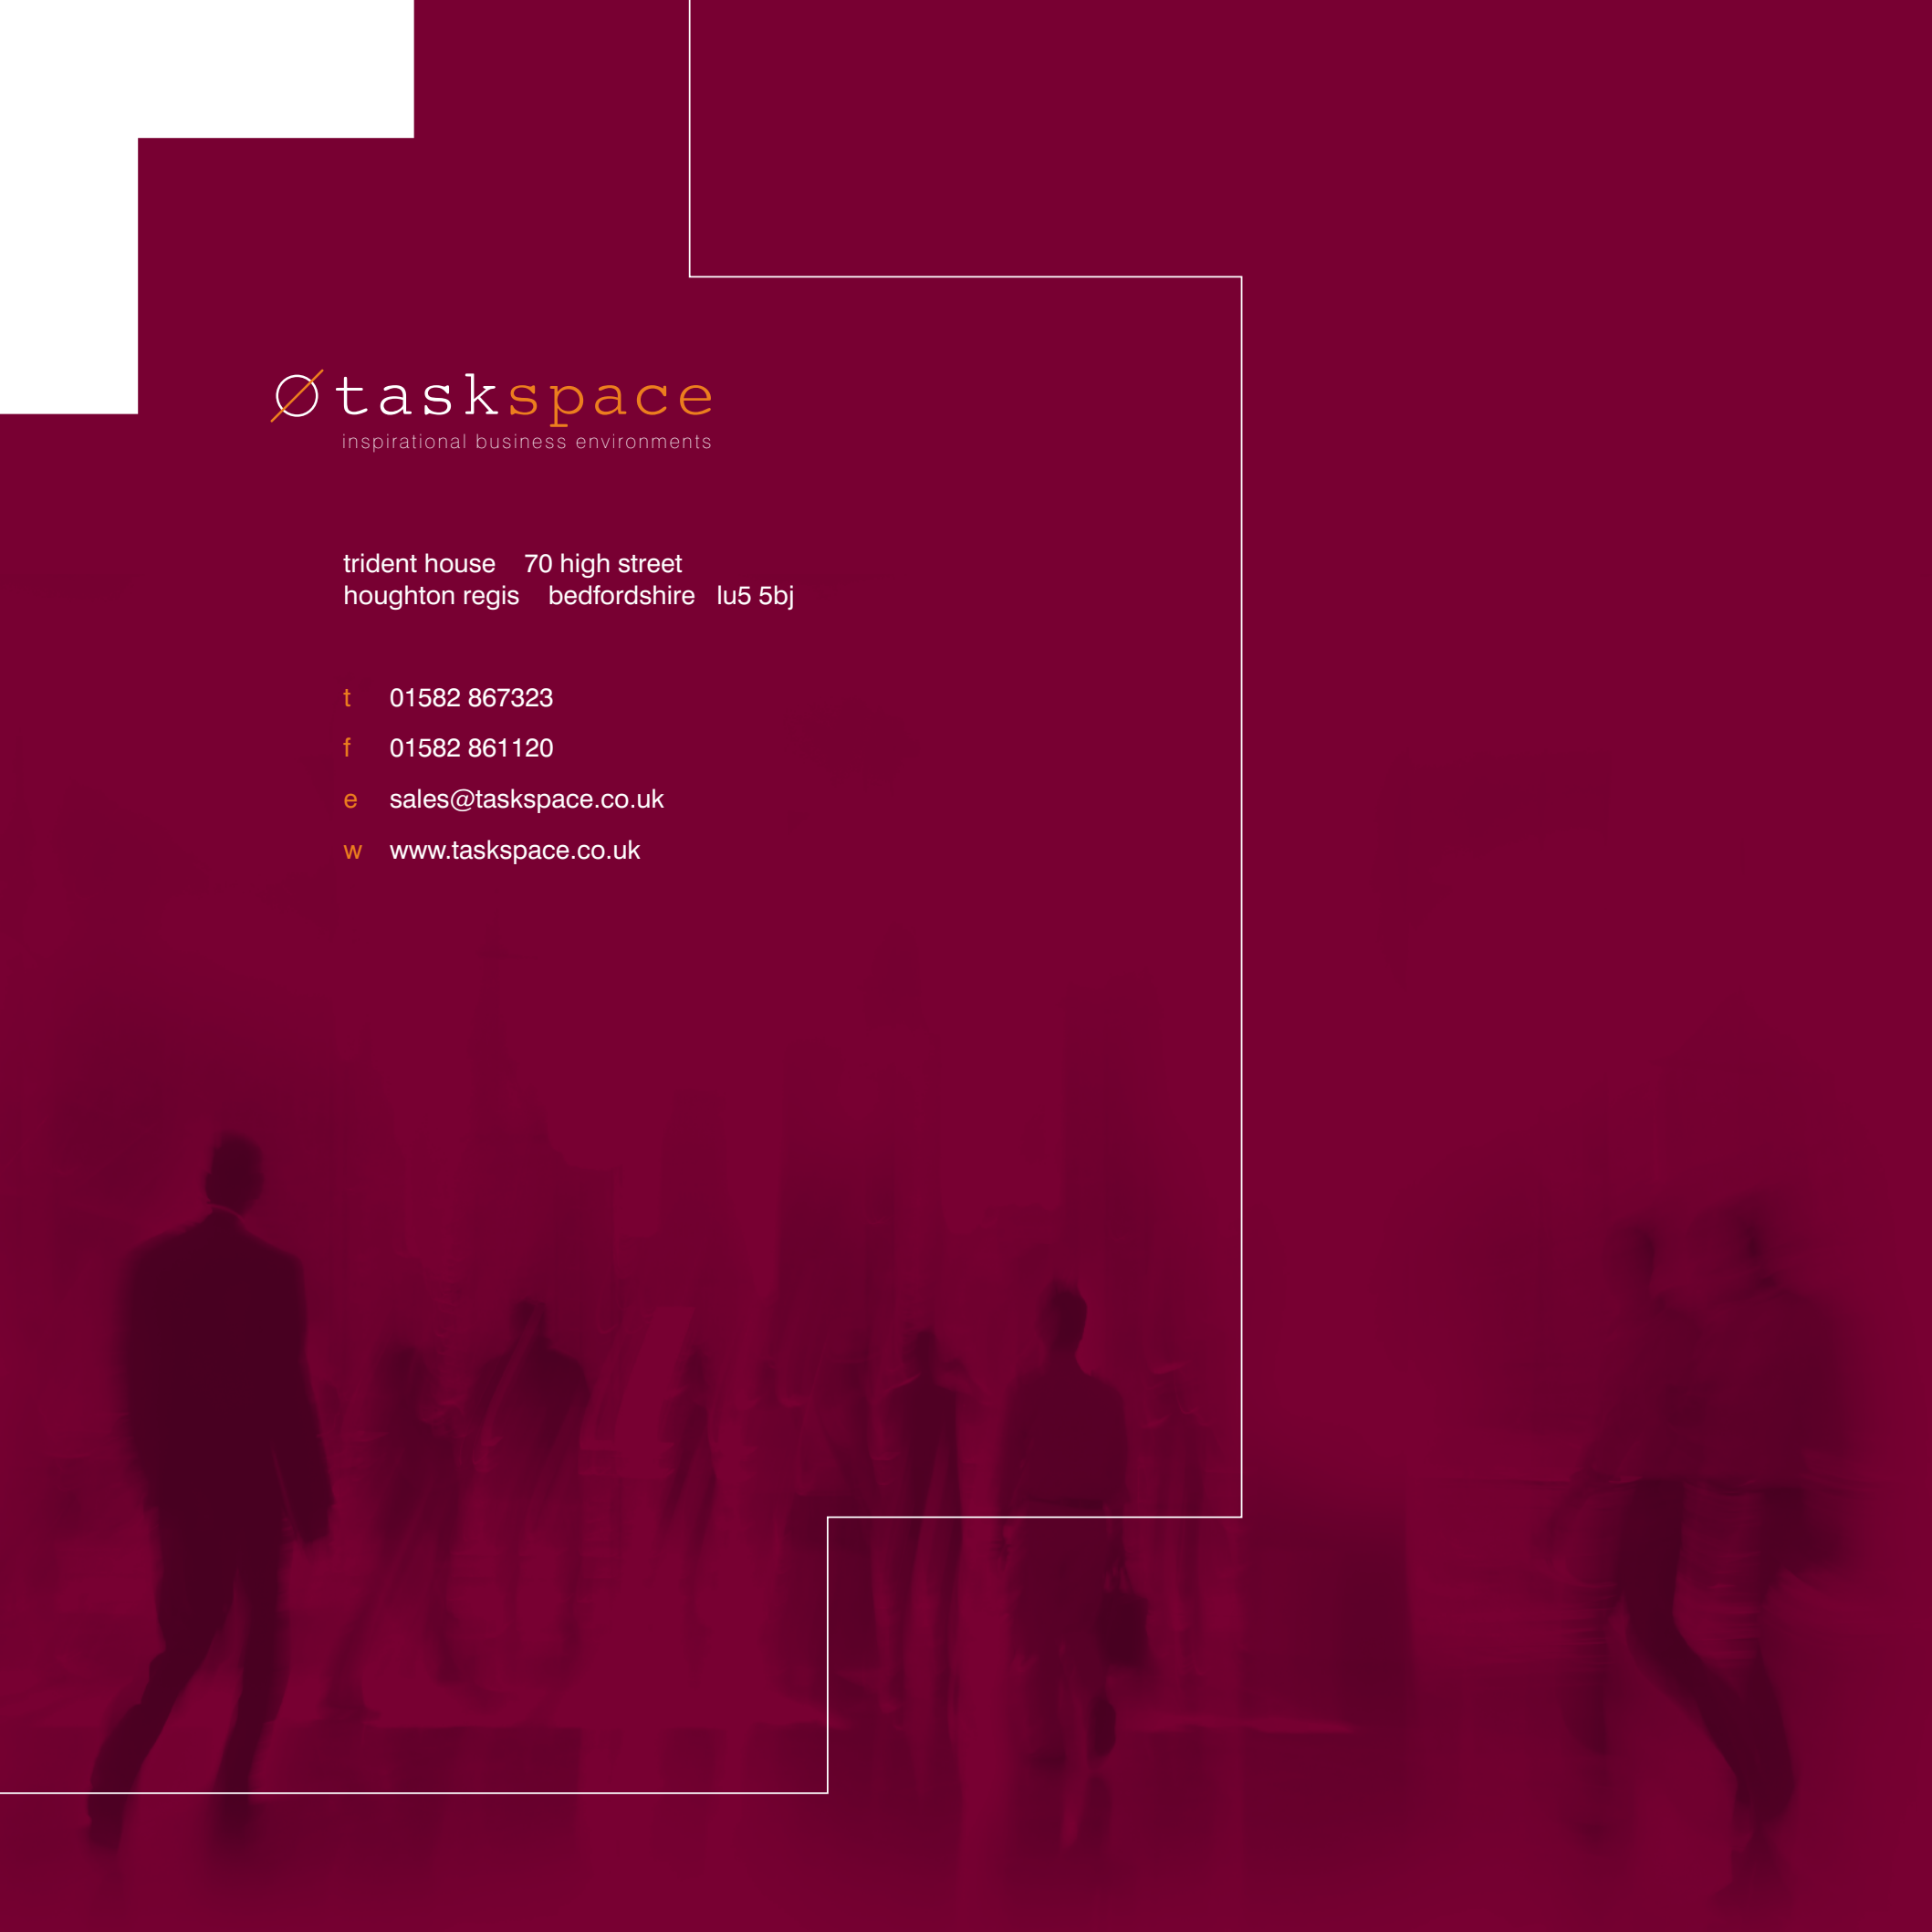 taskspace
inspirational business environments
trident house 70 high street
houghton regis bedfordshire lu5 5bj
t 01582 867323
f 01582 861120
e sales@taskspace.co.uk
w www.taskspace.co.uk